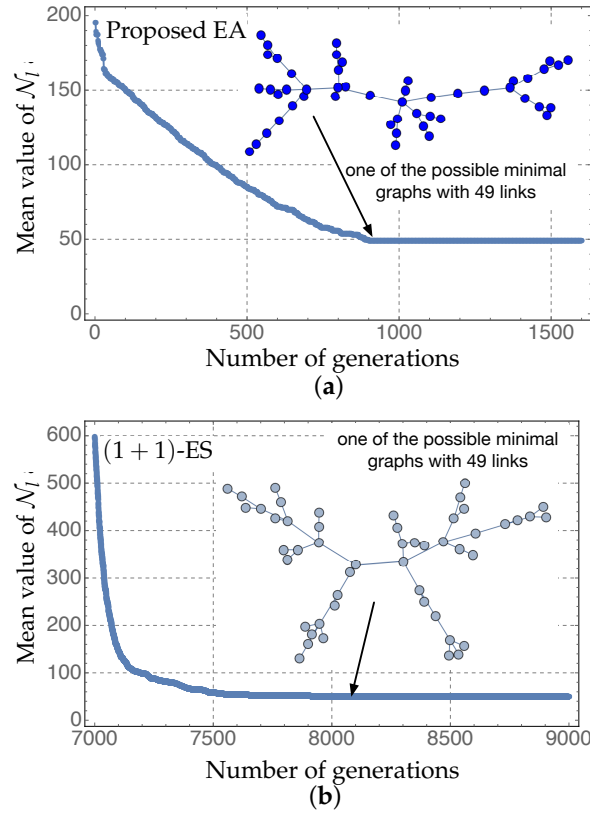 Proposed EA
200
150
100
50
0
Mean value of 𝒩l
one of the possible minimal
graphs with 49 links
0 500 1000 1500
Number of generations
(a)
(1+1)-ES
600
500
400
300
200
100
0
Mean value of 𝒩l
one of the possible minimal
graphs with 49 links
7000 7500 8000 8500 9000
Number of generations
(b)